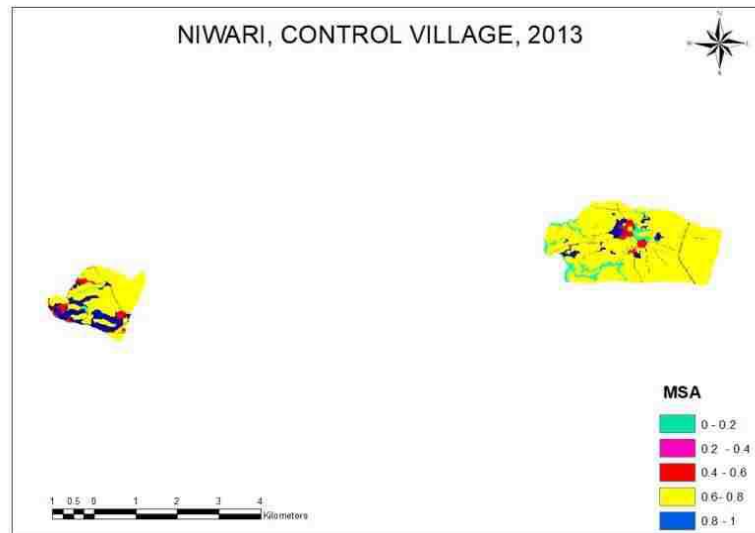 NIWARI, CONTROL VILLAGE, 2013
N
MSA
0 - 0.2
0.2 - 0.4
0.4 - 0.6
0.6- 0.8
0.8 - 1
1 0.5 0 1 2 3 4
Kilometers